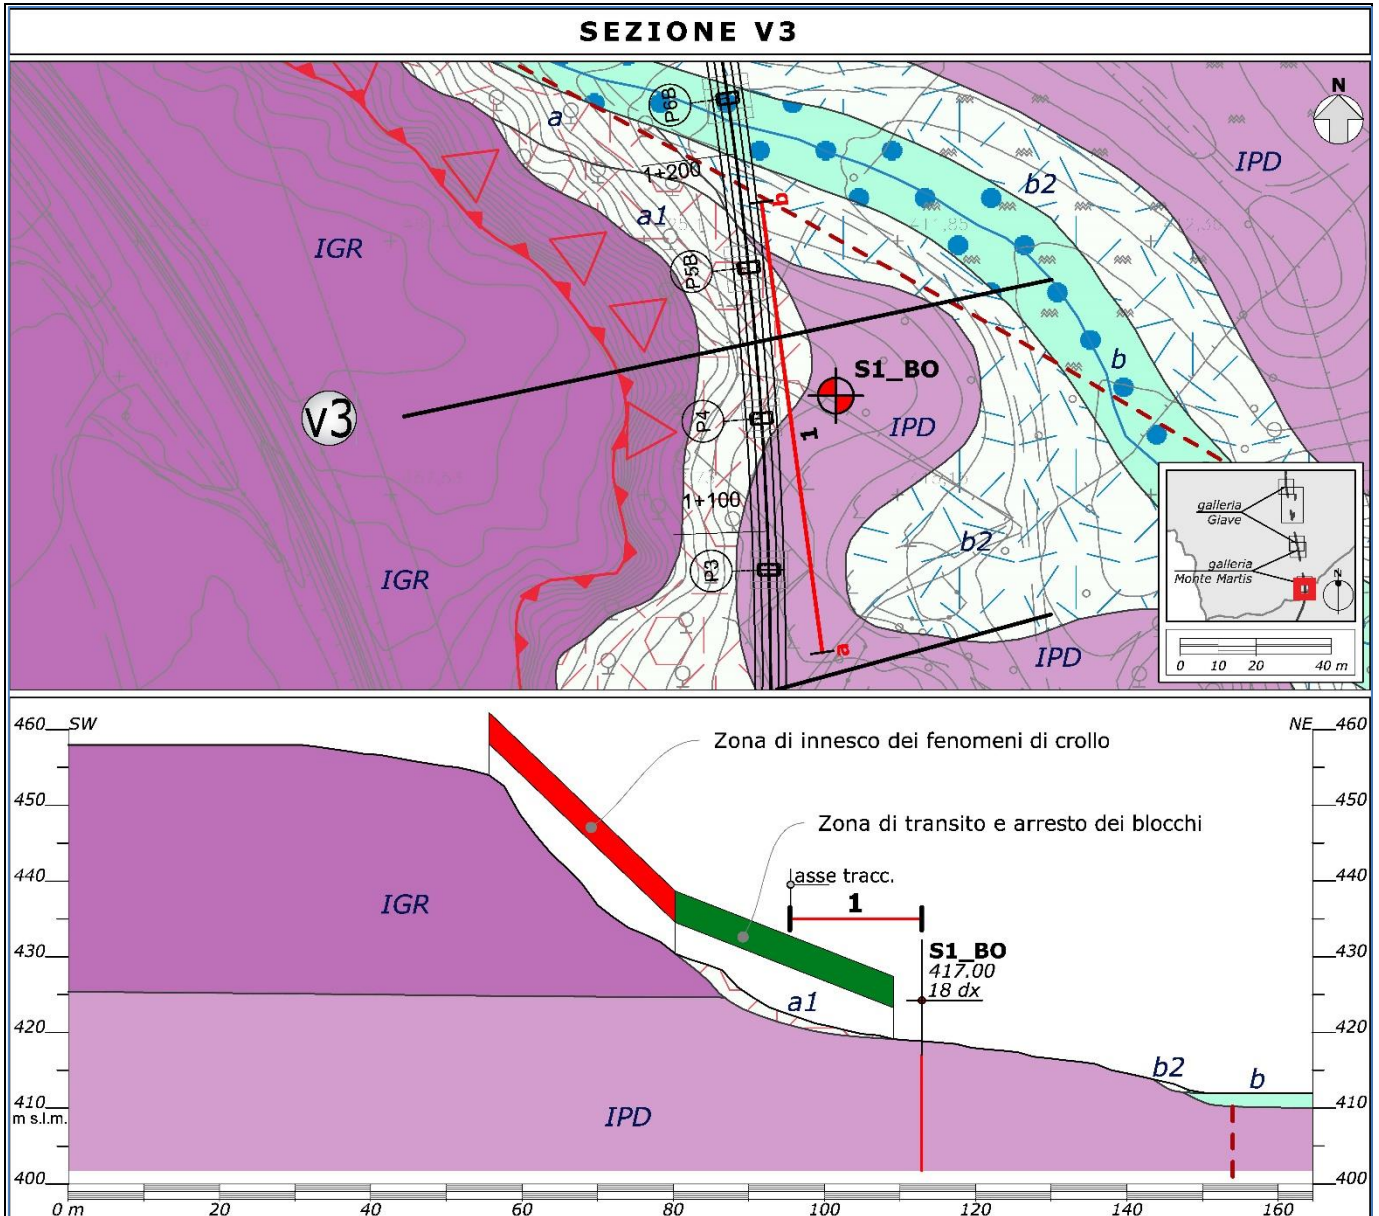 SEZIONE V3
N
P6B
a
IPD
1+200
b2
b
a1
IGR
P5B
S1_BO
v3
P4
IPD
1
b
1+100
galleria
Giave
b2
galleria
Monte Martis
N
IGR
P3
a
IPD
0 10 20 40 m
460 SW
NE 460
Zona di innesco dei fenomeni di crollo
450
450
Zona di transito e arresto dei blocchi
440
440
asse tracc.
1
IGR
430
430
S1_BO
417.00
18 dx
a1
420
420
b2
b
410
410
m s.l.m.
IPD
400
400
0 m 20 40 60 80 100 120 140 160